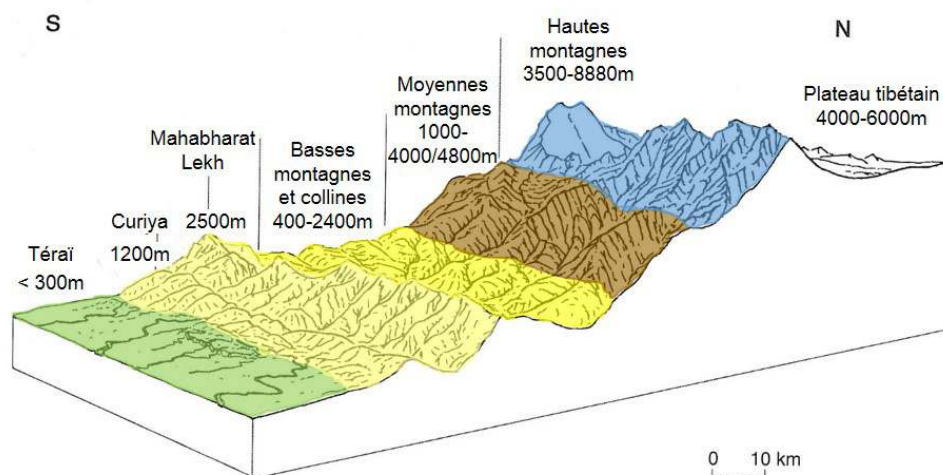 S
N
Hautes
montagnes
3500-8880m
Plateau tibétain
4000-6000m
Moyennes
montagnes
1000-
4000/4800m
Mahabharat
Lekh
2500m
Basses
montagnes
et collines
400-2400m
Curiya
1200m
Téraï
< 300m
0 10 km